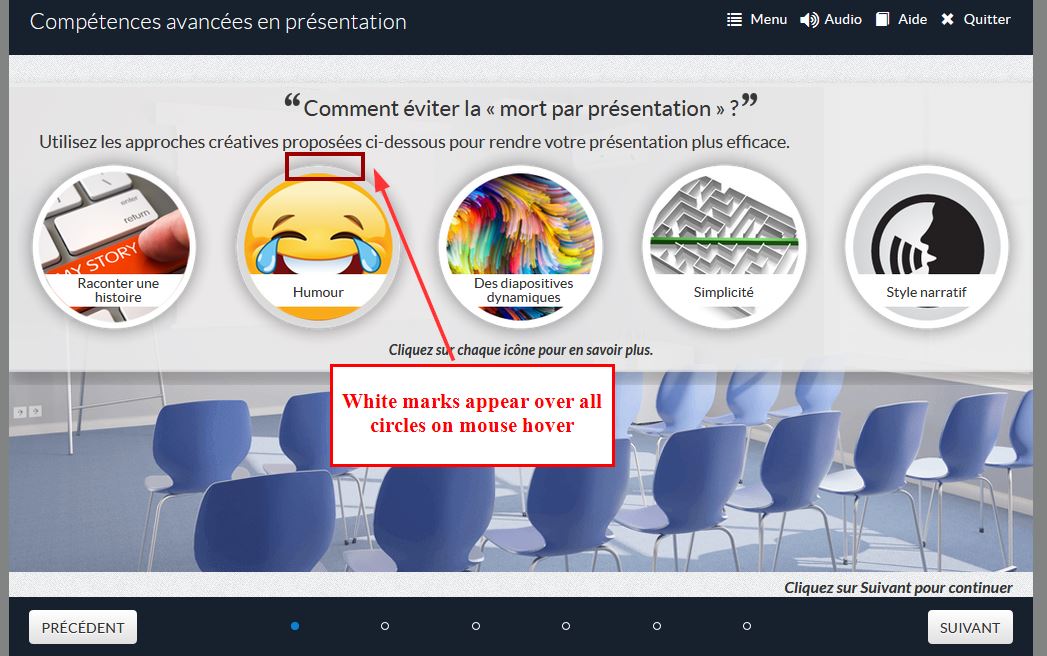 Compétences avancées en présentation
Menu Audio Aide Quitter
“ Comment éviter la « mort par présentation » ? ”
Utilisez les approches créatives proposées ci-dessous pour rendre votre présentation plus efficace.
enter
return
MY STORY
Raconter une
histoire
Humour
Des diapositives
dynamiques
Simplicité
Style narratif
Cliquez sur chaque icône pour en savoir plus.
White marks appear over all
circles on mouse hover
Cliquez sur Suivant pour continuer
PRÉCÉDENT
SUIVANT